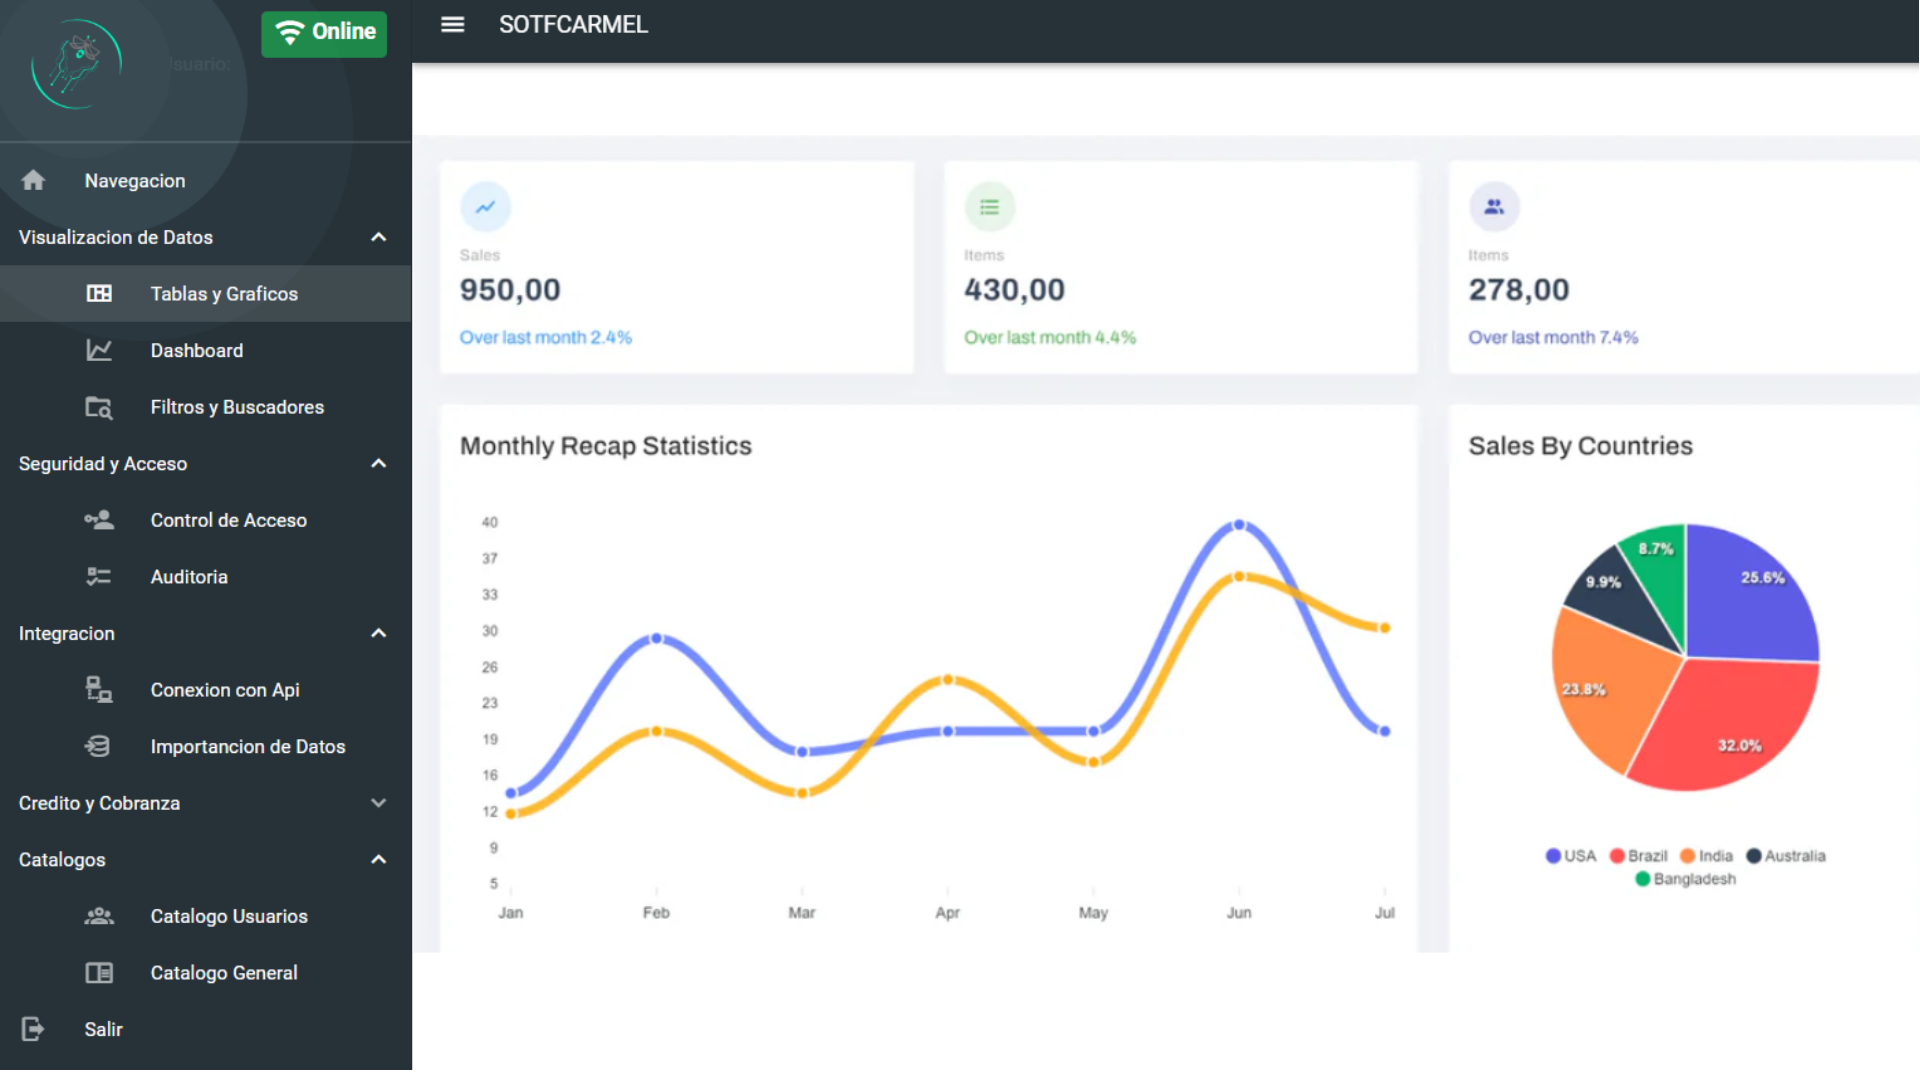 Usuario:
Online
SOTFCARMEL
Navegacion
Visualizacion de Datos
Tablas y Graficos
Dashboard
Filtros y Buscadores
Seguridad y Acceso
Control de Acceso
Auditoria
Integracion
Conexion con Api
Importancion de Datos
Credito y Cobranza
Catalogos
Catalogo Usuarios
Catalogo General
Salir
Sales
950,00
Over last month 2.4%
Items
430,00
Over last month 4.4%
Items
278,00
Over last month 7.4%
Monthly Recap Statistics
40
37
33
30
26
23
19
16
12
9
5
Jan Feb Mar Apr May Jun Jul
Sales By Countries
8.7%
25.6%
9.9%
23.8%
32.0%
USA Brazil India Australia
Bangladesh